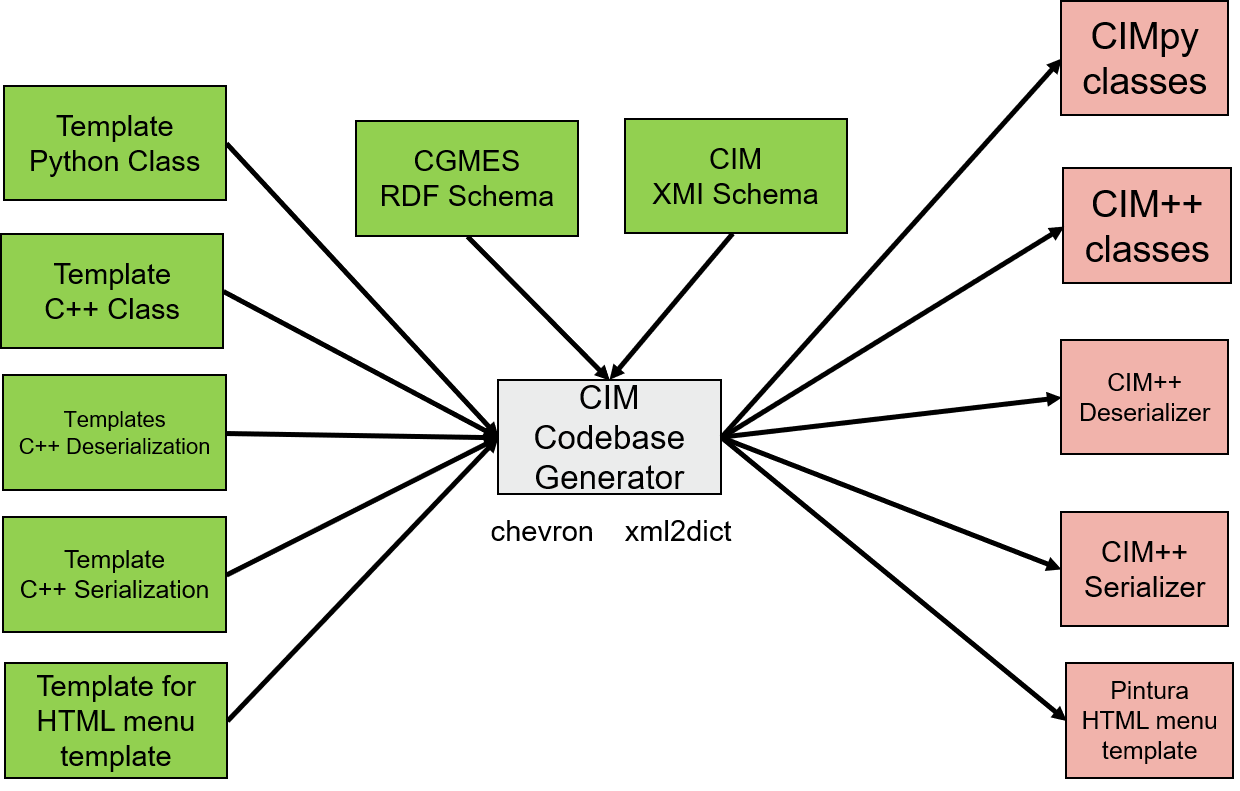 CIMpy
classes
Template
Python Class
CGMES
RDF Schema
CIM
XMI Schema
CIM++
classes
Template
C++ Class
Templates
C++ Deserialization
CIM
Codebase
Generator
CIM++
Deserializer
chevron xml2dict
Template
C++ Serialization
CIM++
Serializer
Template for
HTML menu
template
Pintura
HTML menu
template